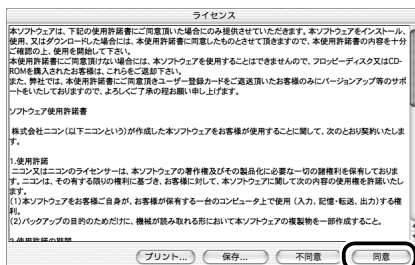 ライセンス
本ソフトウェアは、下記の使用許諾書にご同意頂いた場合にのみ提供させていただきます。本ソフトウェアをインストール、
使用、又はダウンロードした場合には、本使用許諾書に同意したものとさせて頂きますので、本使用許諾書の内容を十分
ご確認の上、使用を開始して下さい。
本使用許諾書にご同意頂けない場合には、本ソフトウェアを使用することはできませんので、フロッピーディスク又はCD-
ROMを購入されたお客様は、これらをご返却下さい。
また、弊社では、本使用許諾書にご同意頂きユーザー登録カードをご返送頂いたお客様のみにバージョンアップ等のサポ
ートをいたしておりますので、よろしくご了承の程お願い申し上げます。
ソフトウェア使用許諾書
株式会社ニコン(以下ニコンという)が作成した本ソフトウェアをお客様が使用することに関して、次のとおり契約いたしま
す。
1.使用許諾
ニコン又はニコンのライセンサーは、本ソフトウェアの著作権及びその製品化に必要な一切の諸権利を保有しておりま
す。ニコンは、その有する限りの権利に基づき、お客様に対して、本ソフトウェアに関して次の内容の使用権を許諾いたし
ます。
(1)本ソフトウェアをお客様ご自身が、お客様が保有する一台のコンピュータ上で使用(入力、記憶・転送、出力)する権
利。
(2)バックアップの目的のためだけに、機械が読み取れる形において本ソフトウェアの複製物を一部作成すること。
2.使用許諾の期間
プリント... 保存... 不同意 同意